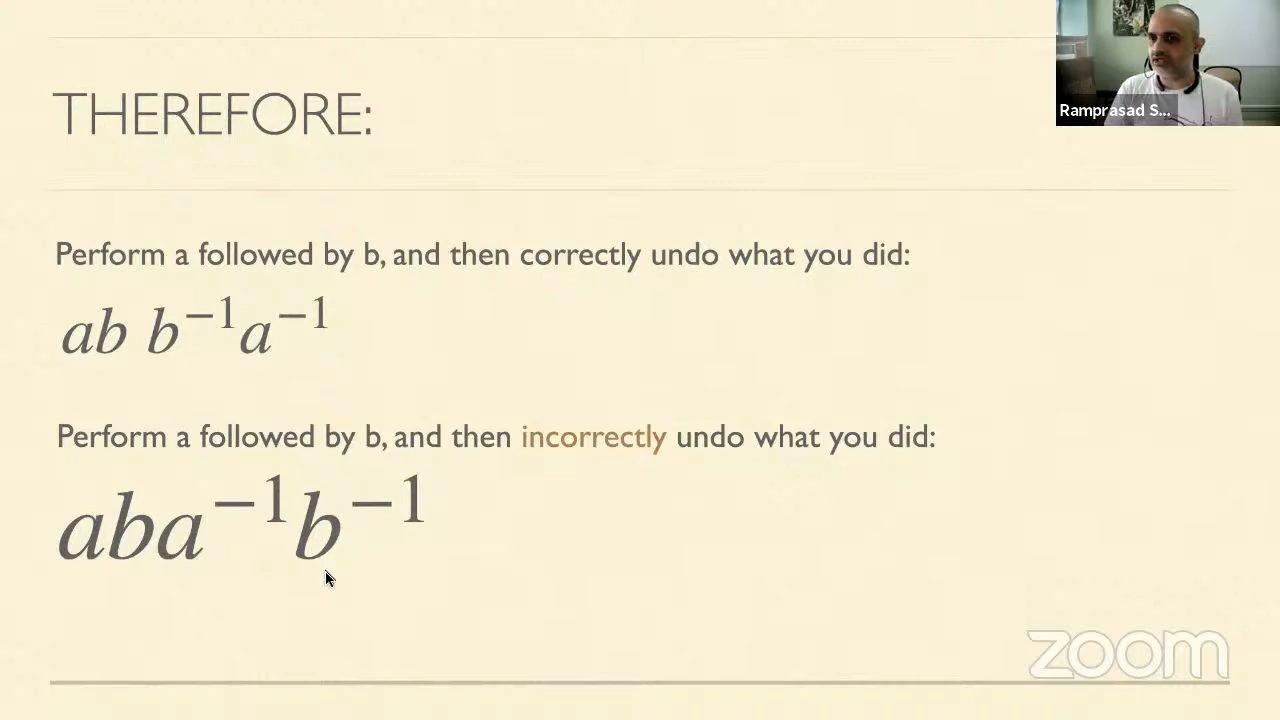 Ramprasad S...
THEREFORE:
Perform a followed by b, and then correctly undo what you did:
ab b⁻¹a⁻¹
Perform a followed by b, and then incorrectly undo what you did:
aba⁻¹b⁻¹
zoom